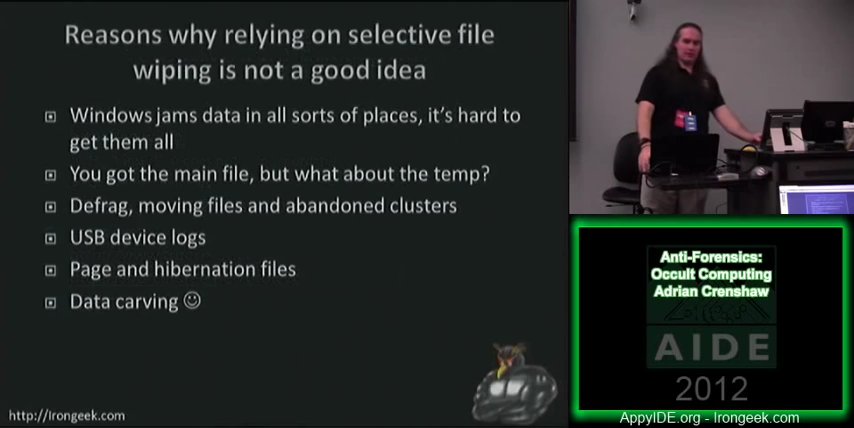 Reasons why relying on selective file
wiping is not a good idea
Windows jams data in all sorts of places, it's hard to
get them all
You got the main file, but what about the temp?
Defrag, moving files and abandoned clusters
USB device logs
Page and hibernation files
Data carving ☺
http://Irongeek.com
Anti-Forensics:
Occult Computing
Adrian Crenshaw
AIDE
2012
AppyIDE.org - Irongeek.com